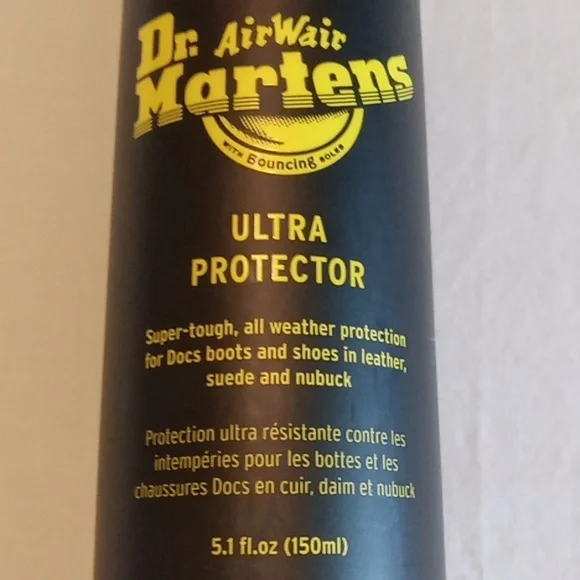 Dr. AirWair
Martens
WITH Bouncing SOLES
ULTRA
PROTECTOR
Super-tough, all weather protection
for Docs boots and shoes in leather,
suede and nubuck
Protection ultra résistante contre les
intempéries pour les bottes et les
chaussures Docs en cuir, daim et nubuck
5.1 fl.oz (150ml)